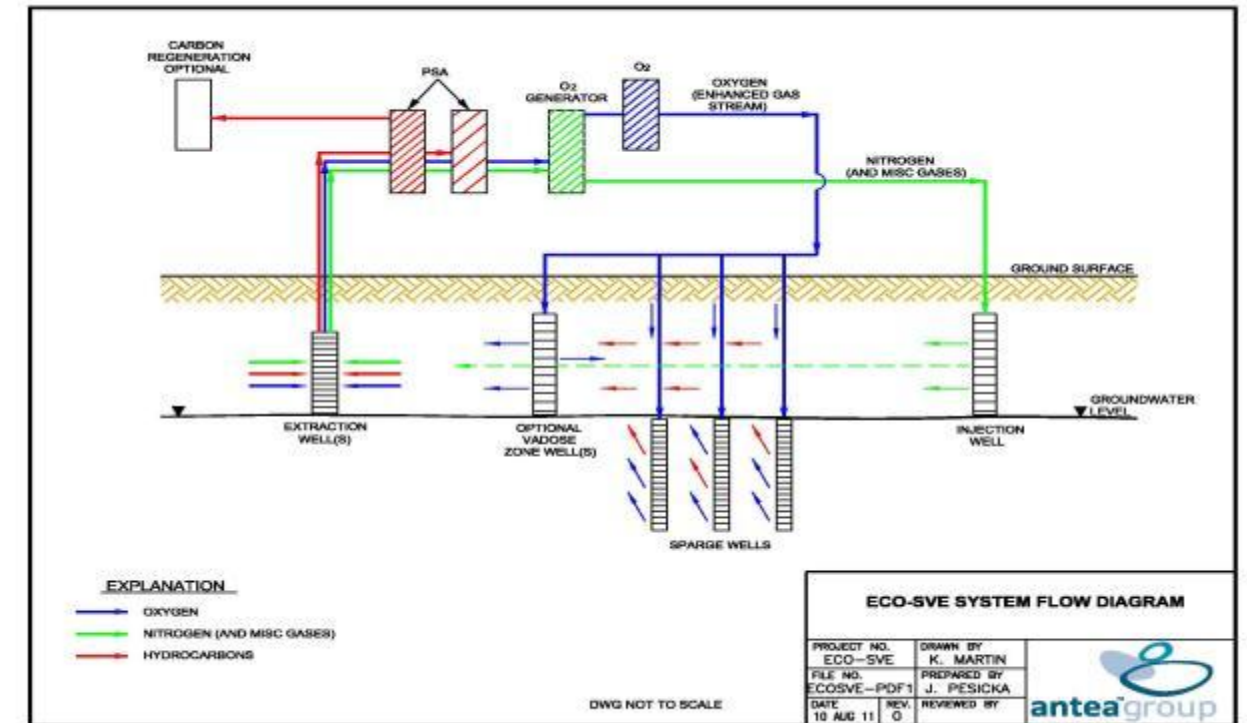 CARBON
REGENERATION
OPTIONAL
PSA
O2
GENERATOR
O2
OXYGEN
(ENHANCED GAS
STREAM)
NITROGEN
(AND MISC GASES)
GROUND SURFACE
GROUNDWATER
LEVEL
EXTRACTION
WELL(S)
OPTIONAL
VADOSE
ZONE WELL(S)
INJECTION
WELL
SPARGE WELLS
EXPLANATION
OXYGEN
NITROGEN (AND MISC GASES)
HYDROCARBONS
DWG NOT TO SCALE
ECO-SVE SYSTEM FLOW DIAGRAM
PROJECT NO.
ECO-SVE
DRAWN BY
K. MARTIN
FILE NO.
ECOSVE-PDF1
PREPARED BY
J. PESICKA
DATE
10 AUG 11
REV.
0
REVIEWED BY
antea group